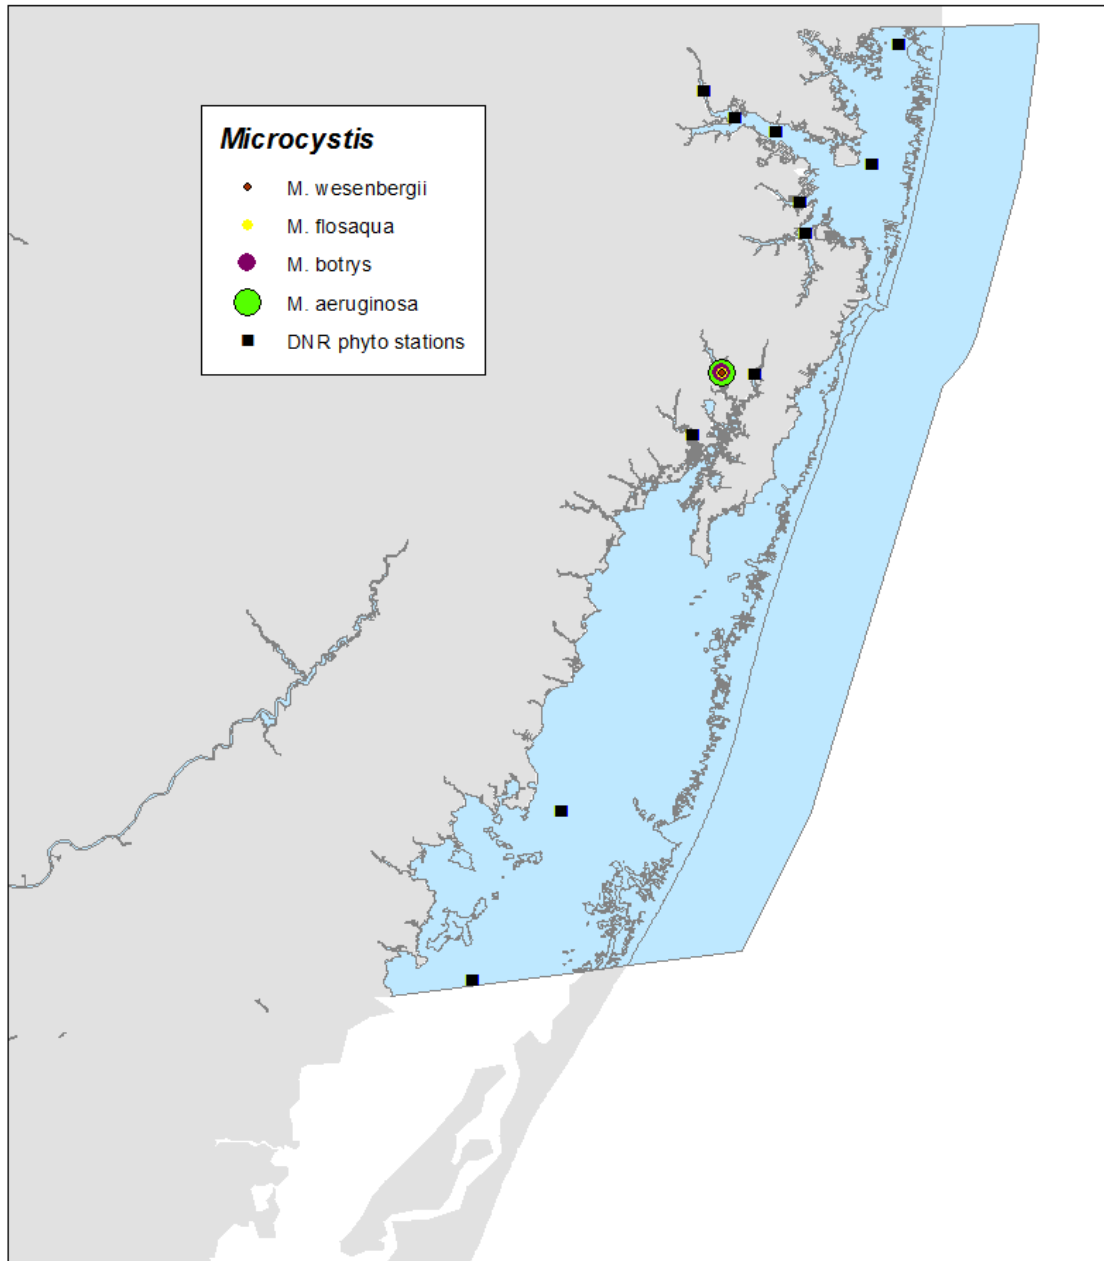 Microcystis
M. wesenbergii
M. flosaqua
M. botrys
M. aeruginosa
DNR phyto stations